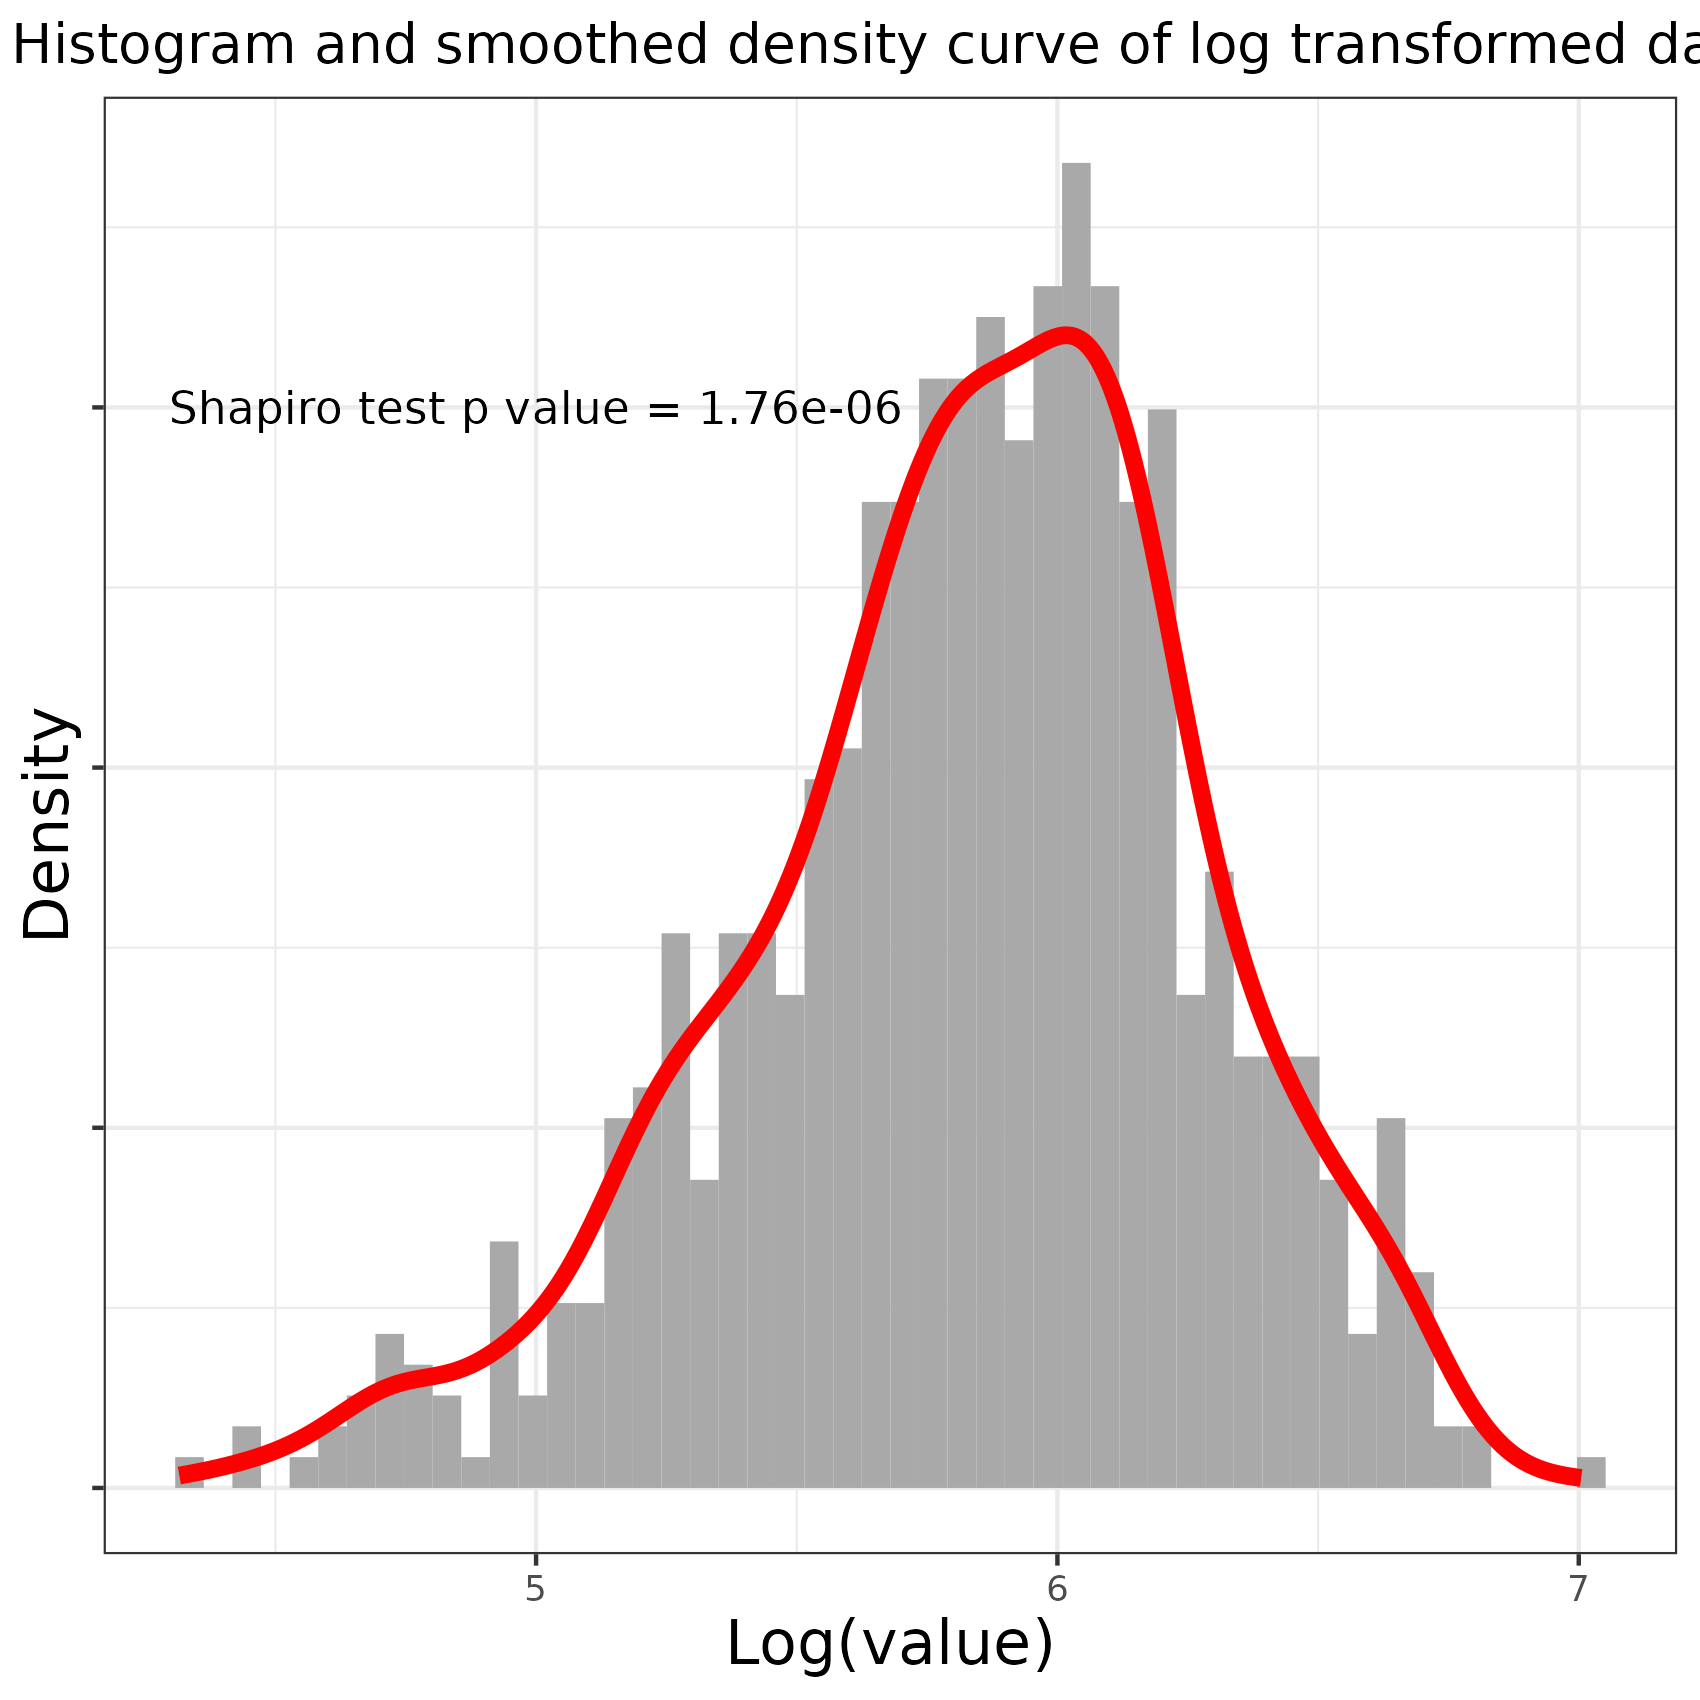 Histogram and smoothed density curve of log transformed da
Shapiro test p value = 1.76e-06
Density
5 6 7
Log(value)